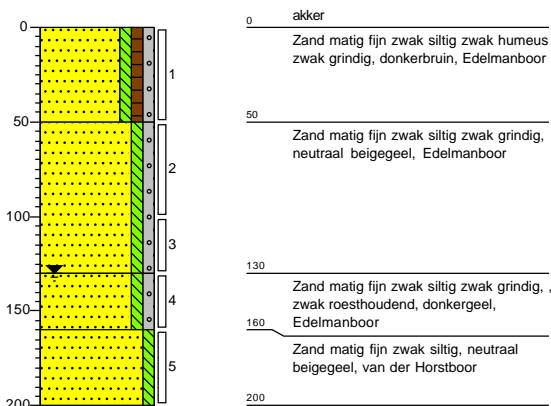 0
50
100
150
200
1
2
3
4
5
0
akker
Zand matig fijn zwak siltig zwak humeus
zwak grindig, donkerbruin, Edelmanboor
50
Zand matig fijn zwak siltig zwak grindig,
neutraal beigegeel, Edelmanboor
130
Zand matig fijn zwak siltig zwak grindig, ,
zwak roesthoudend, donkergeel,
Edelmanboor
160
Zand matig fijn zwak siltig, neutraal
beigegeel, van der Horstboor
200